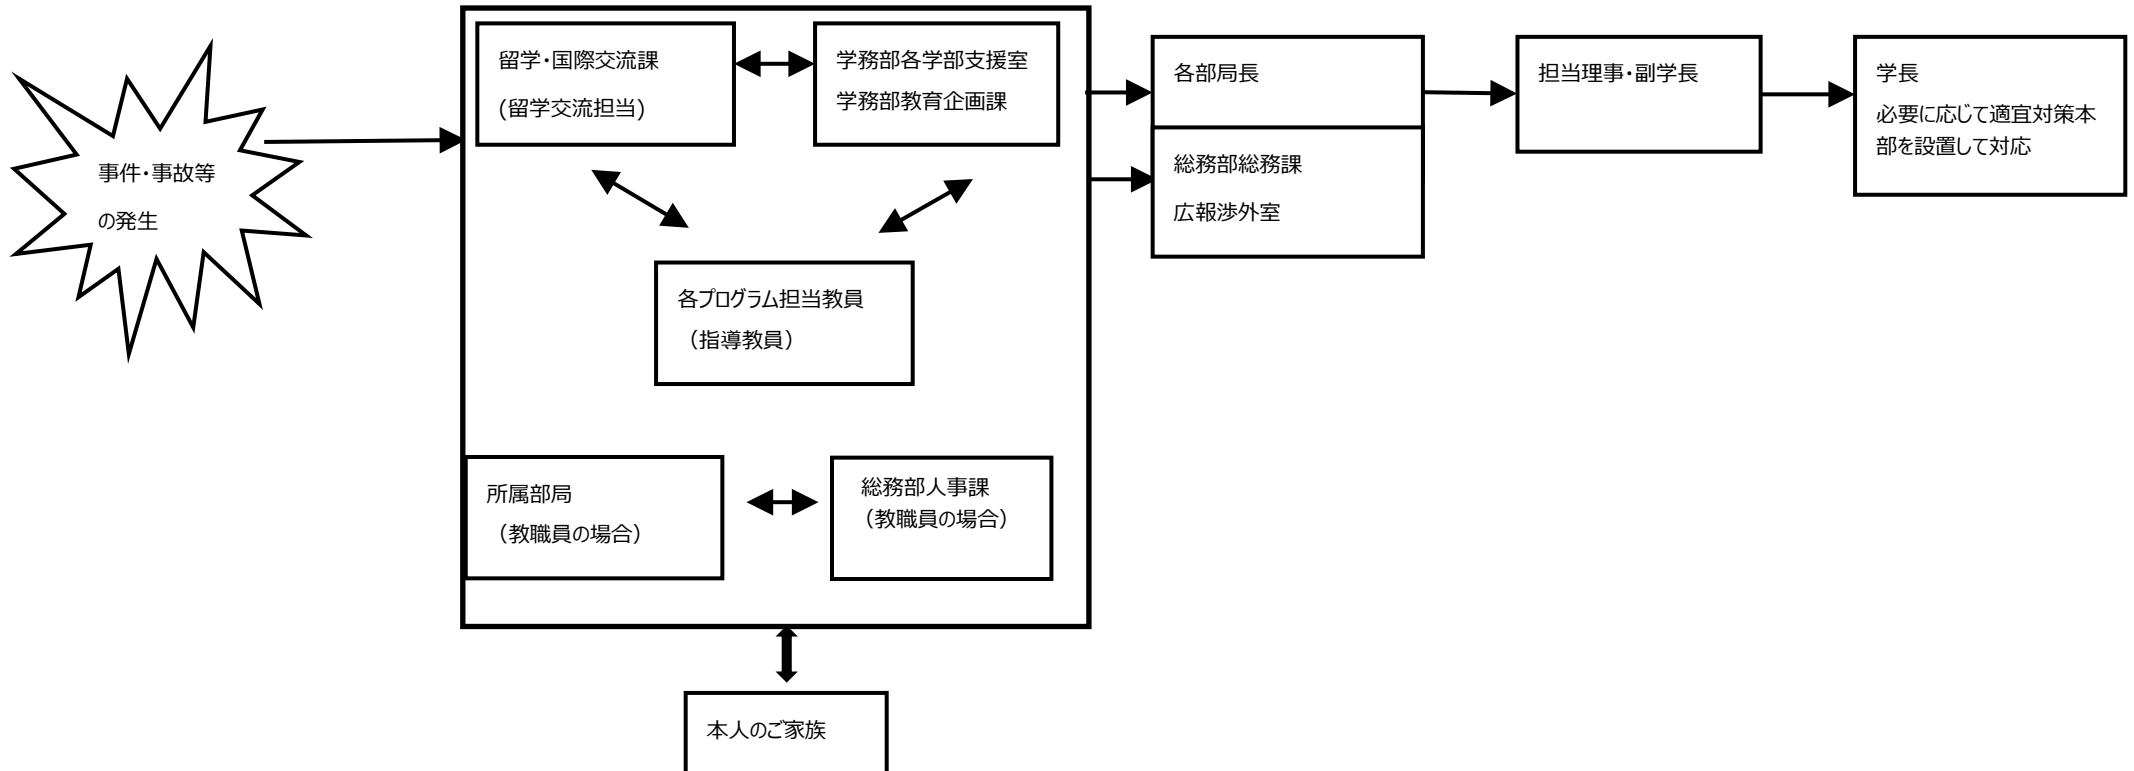 事件・事故等
の発生
留学・国際交流課
(留学交流担当)
学務部各学部支援室
学務部教育企画課
各プログラム担当教員
（指導教員）
所属部局
（教職員の場合）
総務部人事課
（教職員の場合）
本人のご家族
各部局長
総務部総務課
広報渉外室
担当理事・副学長
学長
必要に応じて適宜対策本
部を設置して対応